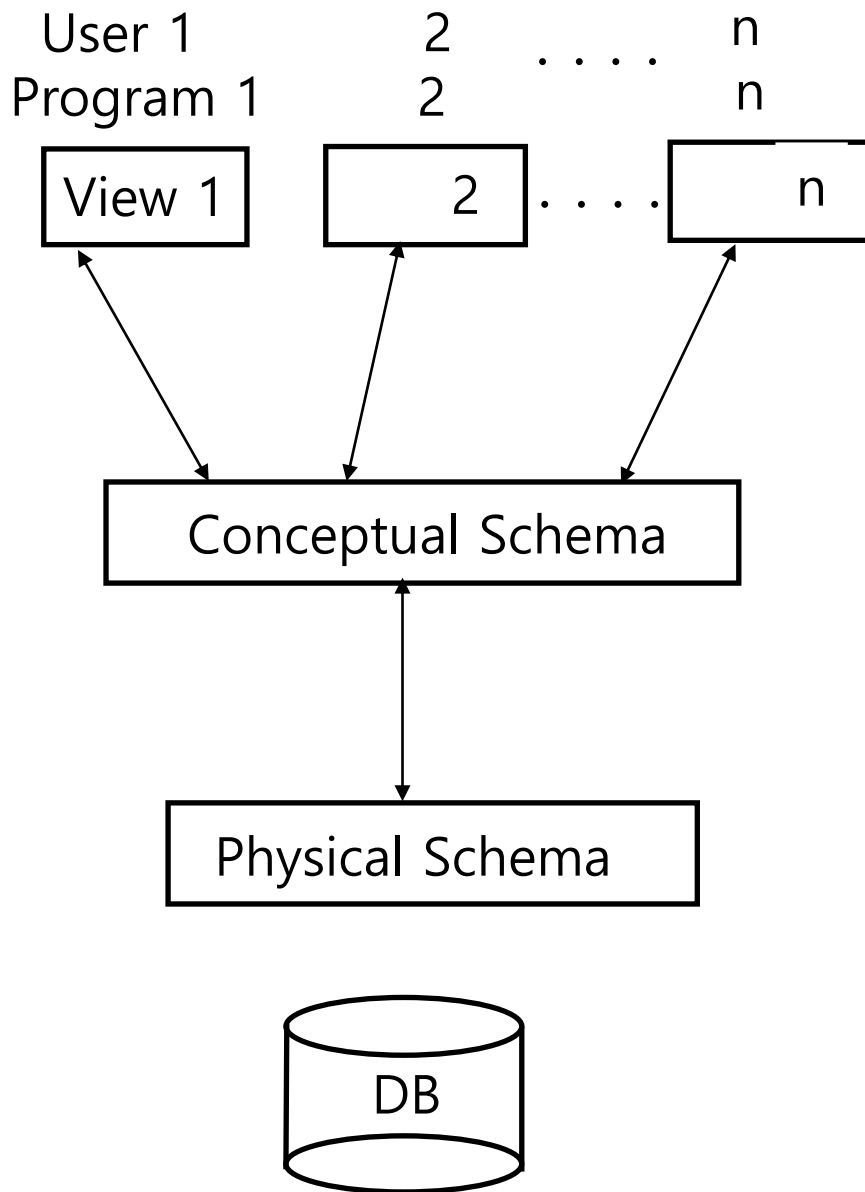 User 1 2 . . . . n
Program 1 2 n
View 1 2 . . . . n
Conceptual Schema
Physical Schema
DB